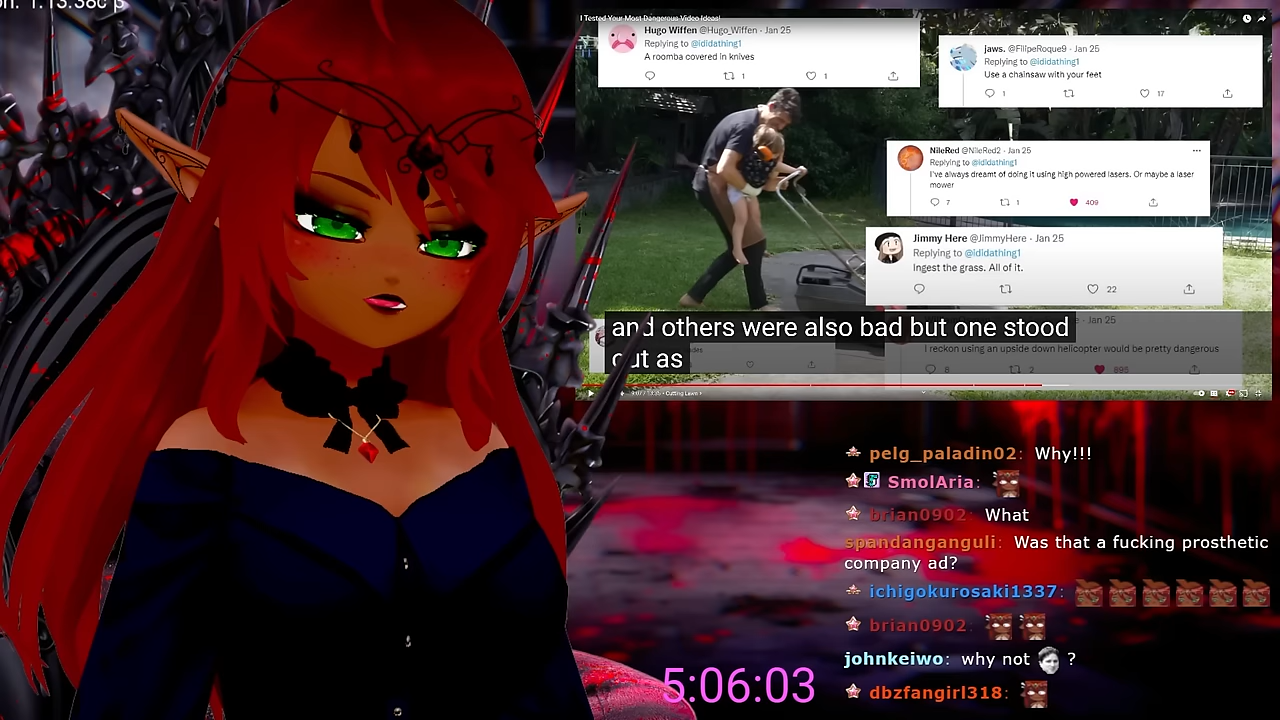 I Tested Your Most Dangerous Video Ideas!
Hugo Wiffen @Hugo_Wiffen · Jan 25
Replying to @ididathing1
A roomba covered in knives
1
1
jaws. @FilipeRoque9 · Jan 25
Replying to @ididathing1
Use a chainsaw with your feet
1
17
NileRed @NileRed2 · Jan 25
Replying to @ididathing1
I've always dreamt of doing it using high powered lasers. Or maybe a laser
mower
7
1
409
Jimmy Here @JimmyHere · Jan 25
Replying to @ididathing1
Ingest the grass. All of it.
22
and others were also bad but one stood
out as
Jan 25
I reckon using an upside down helicopter would be pretty dangerous
8
2
895
9:07 / 13:35 • Cutting Lawn
pelg_paladin02: Why!!!
SmolAria:
brian0902: What
spandanganguli: Was that a fucking prosthetic
company ad?
ichigokurosaki1337:
brian0902:
johnkeiwo: why not ?
dbzfangirl318:
5:06:03